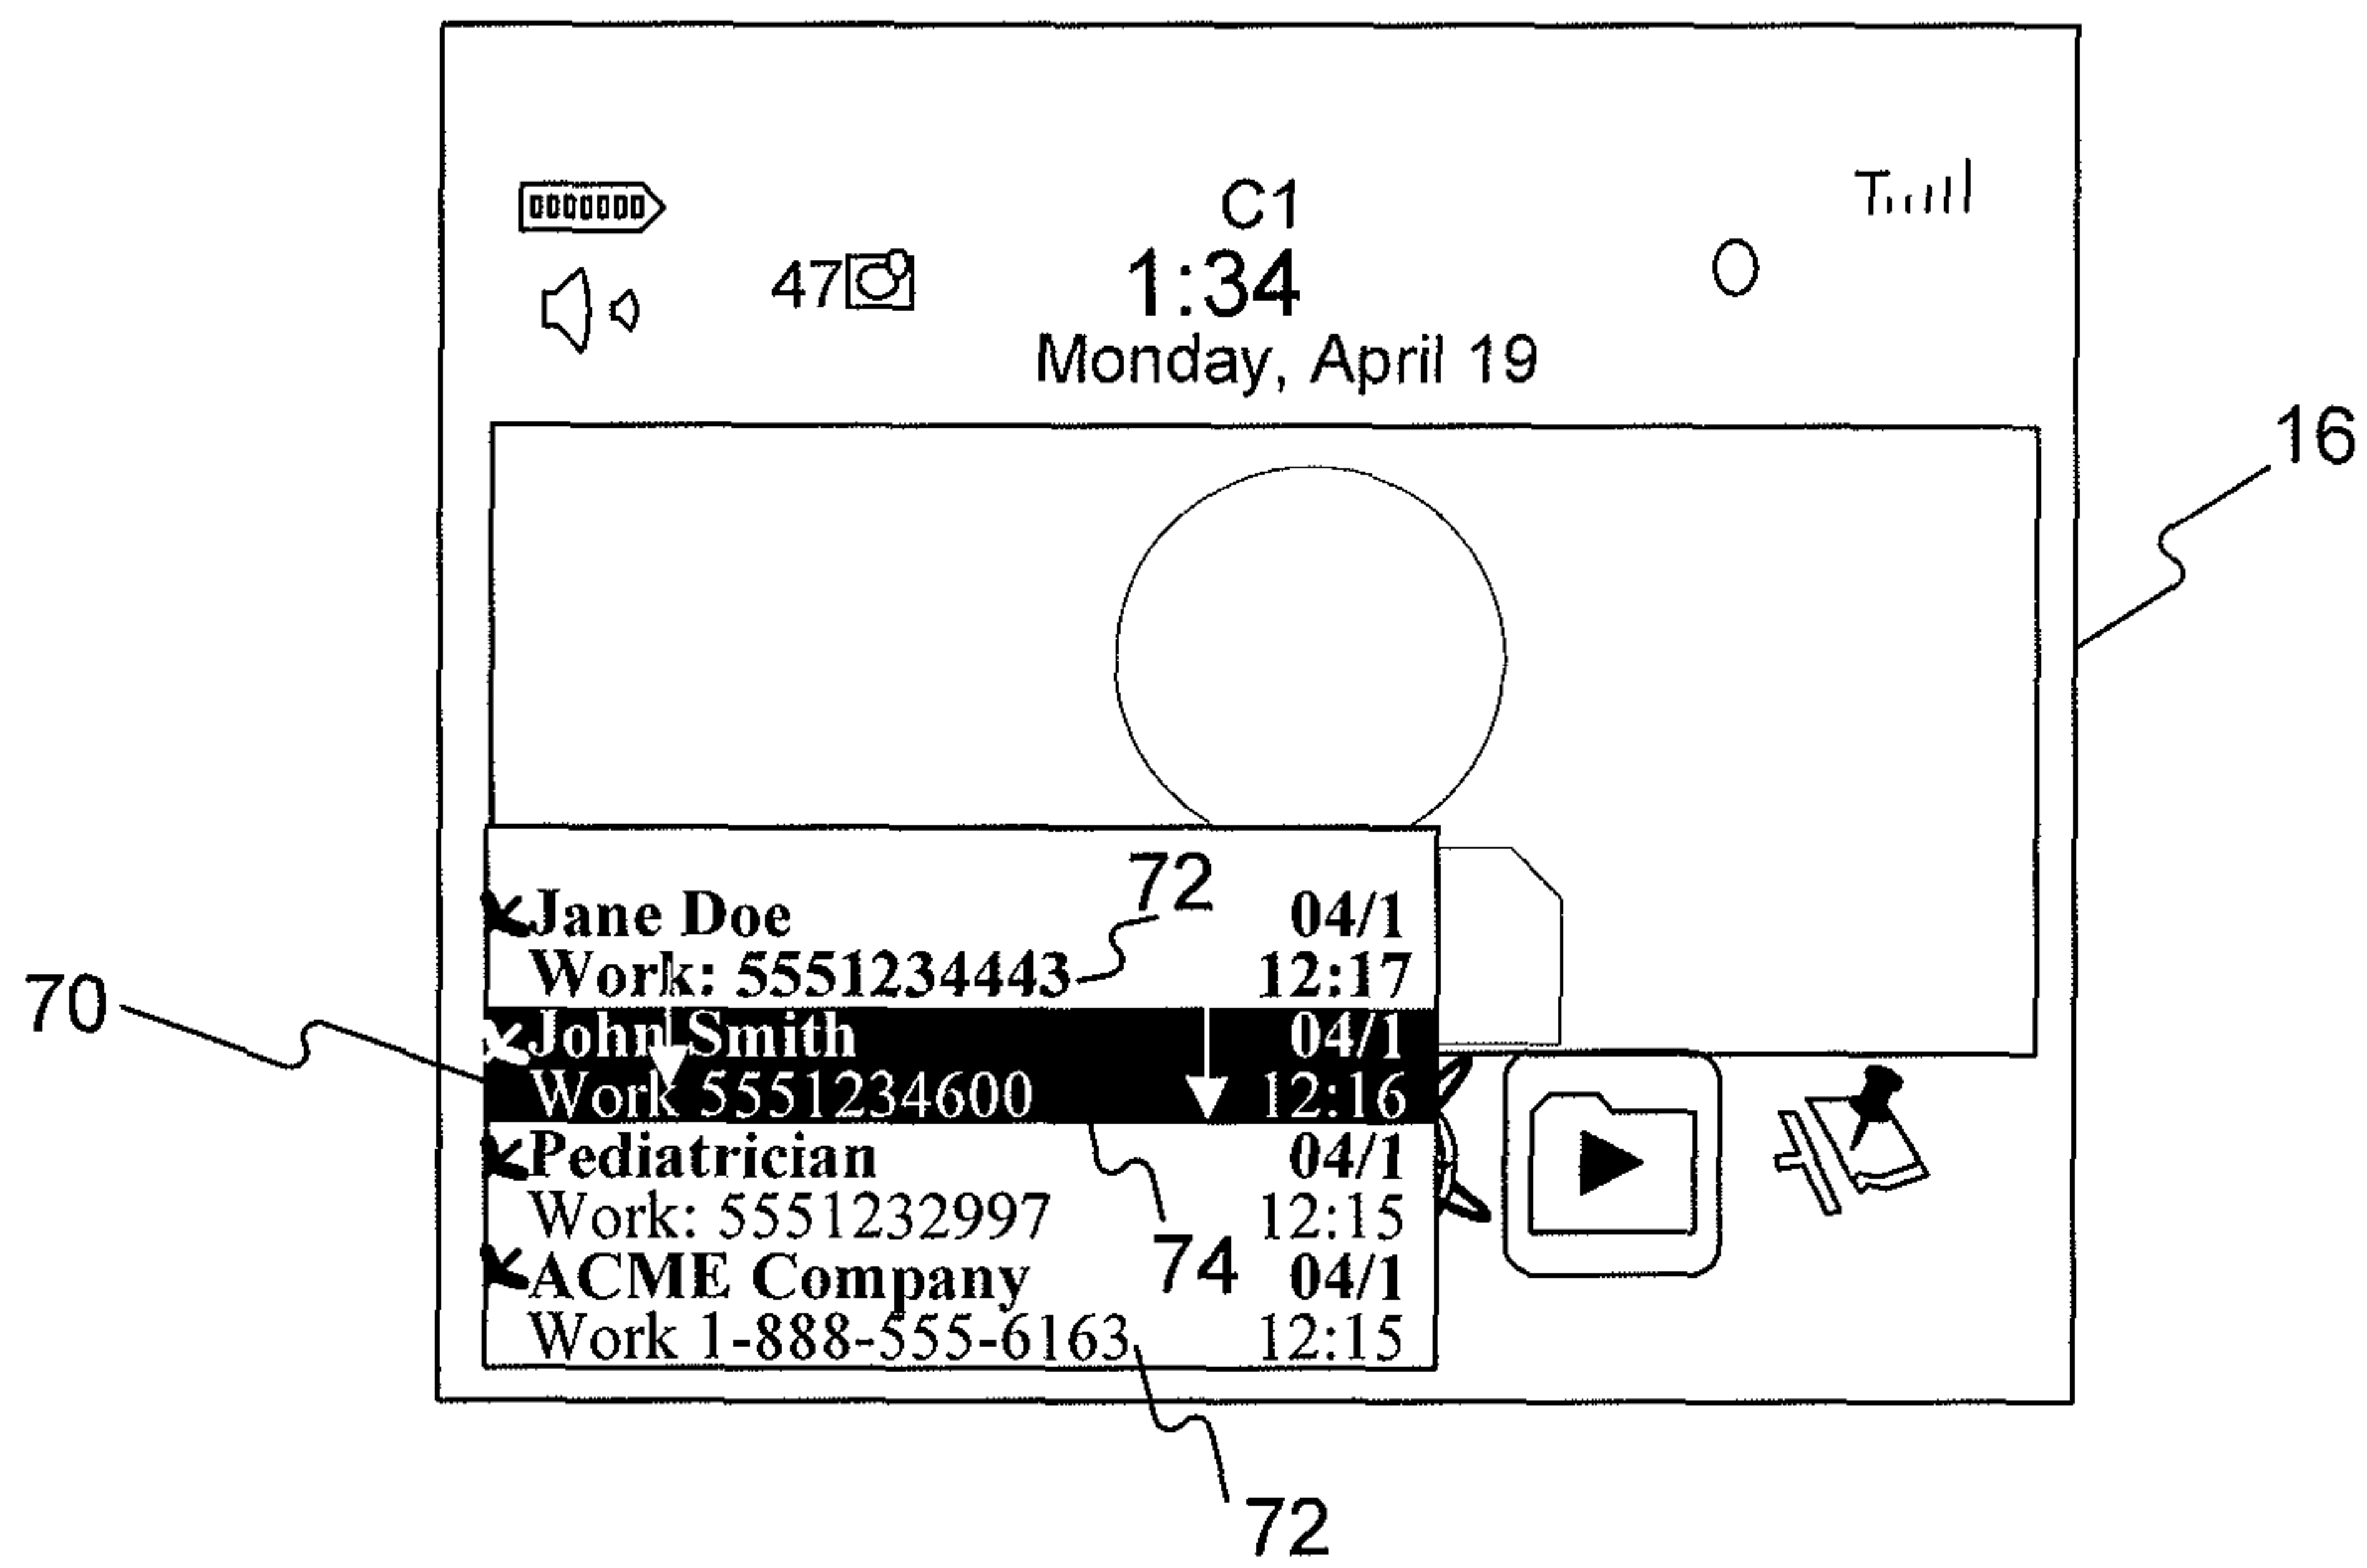 C1
T
47
1:34
Monday, April 19
16
72
Jane Doe 04/1
Work: 5551234443 12:17
70
John Smith 04/1
Work 5551234600 12:16
Pediatrician 04/1
Work: 5551232997 12:15
74
ACME Company 04/1
Work 1-888-555-6163 12:15
72